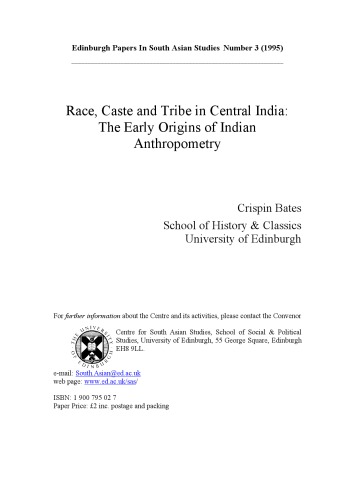 Edinburgh Papers In South Asian Studies Number 3 (1995)
Race, Caste and Tribe in Central India:
The Early Origins of Indian
Anthropometry
Crispin Bates
School of History & Classics
University of Edinburgh
For further information about the Centre and its activities, please contact the Convenor
Centre for South Asian Studies, School of Social & Political
Studies, University of Edinburgh, 55 George Square, Edinburgh
EH8 9LL.
THE UNIVERSITY OF EDINBURGH
e-mail: South.Asian@ed.ac.uk
web page: www.ed.ac.uk/sas/
ISBN: 1 900 795 02 7
Paper Price: £2 inc. postage and packing